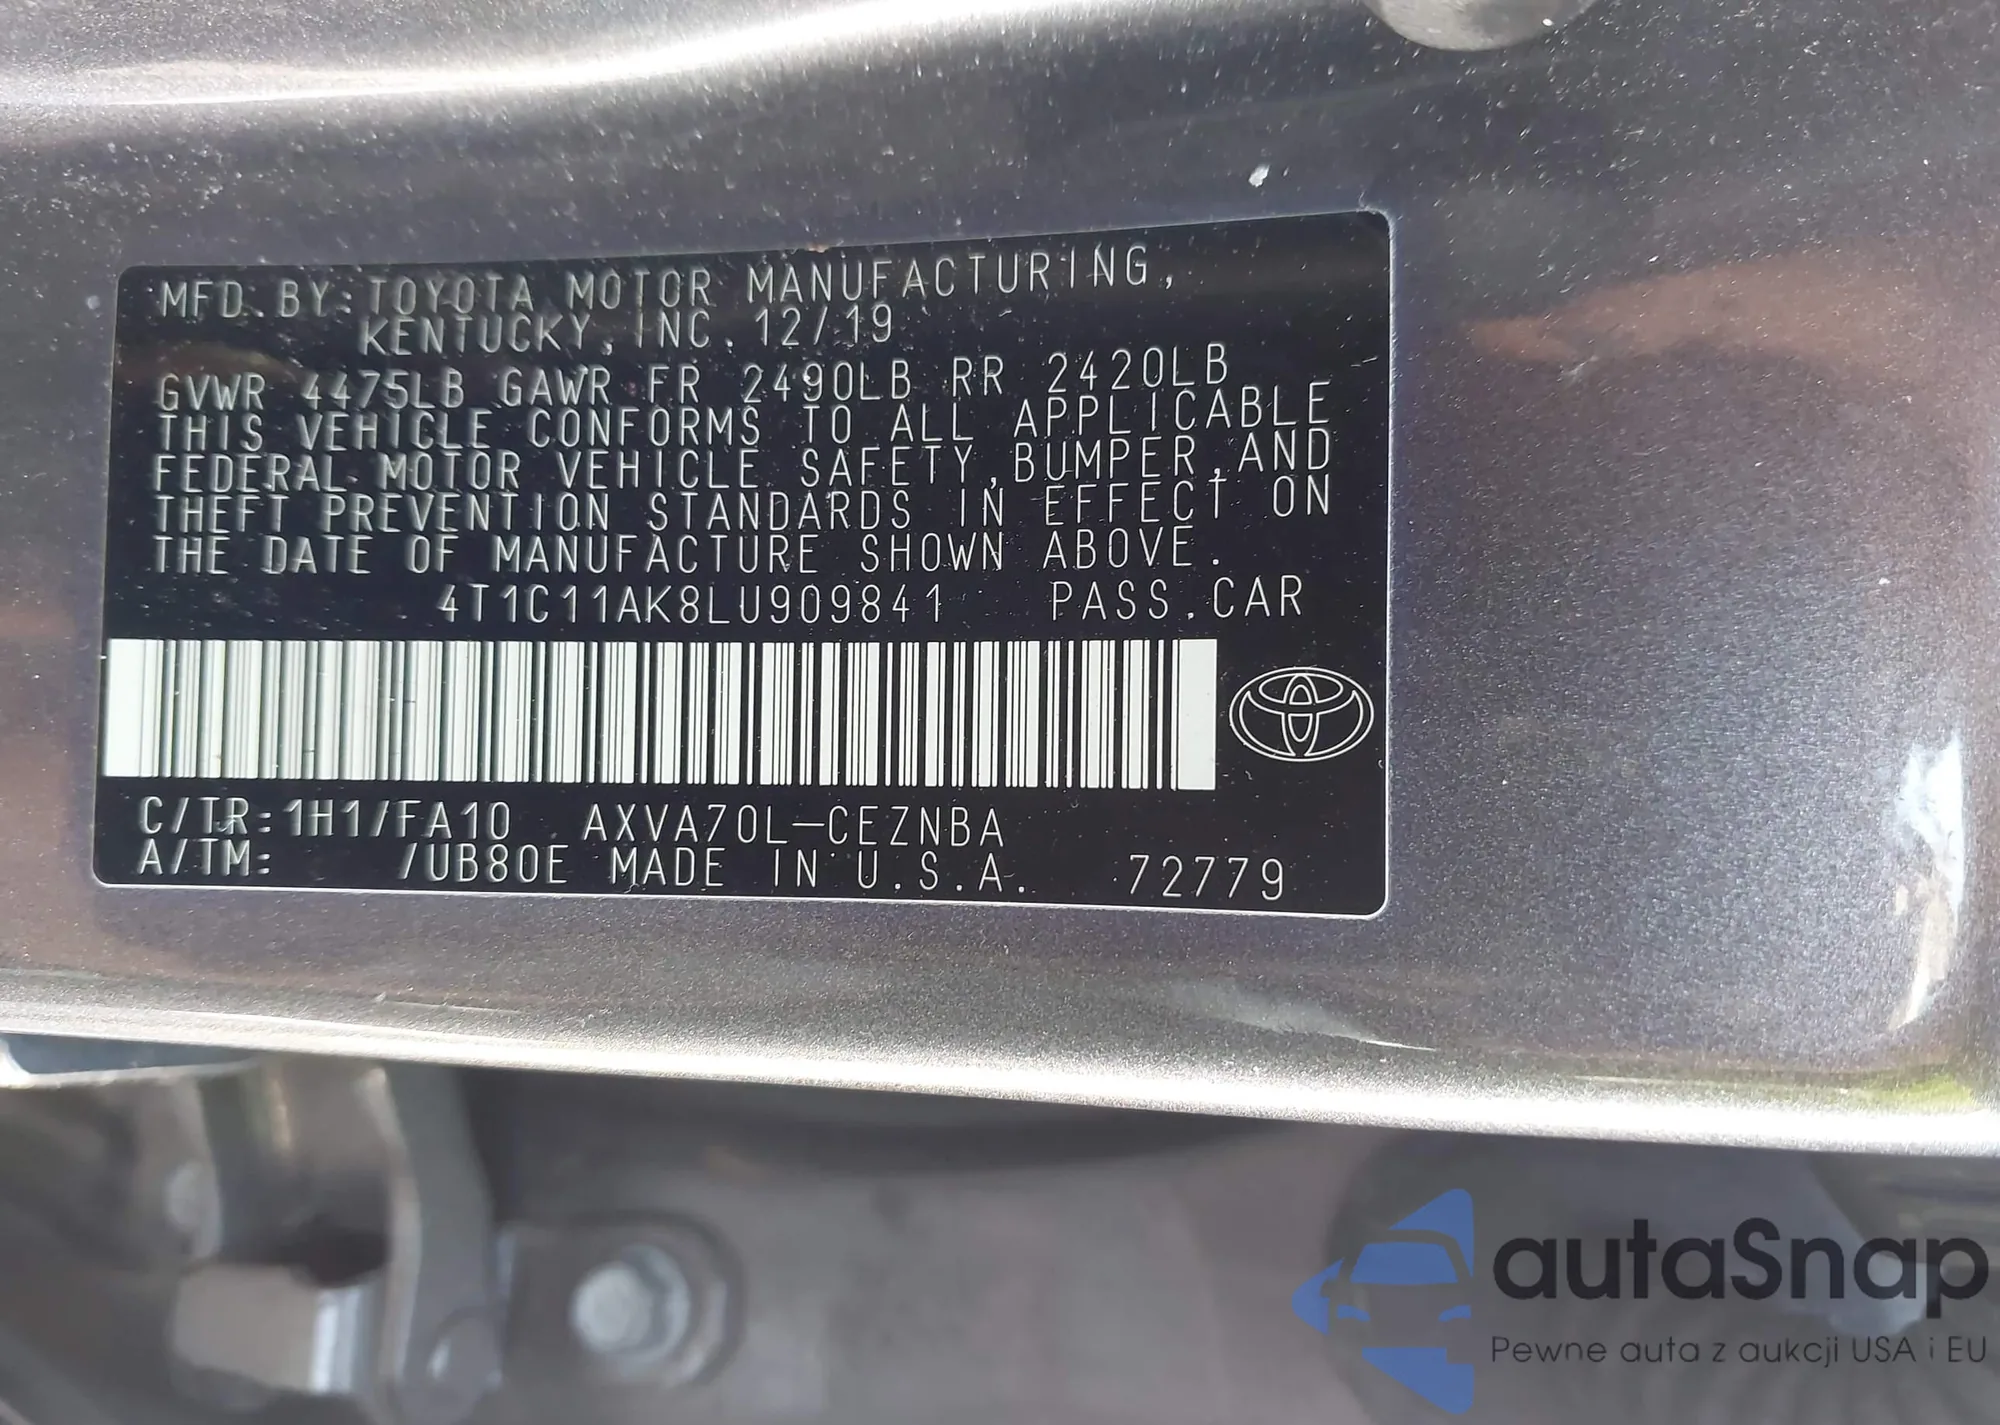 MFD. BY: TOYOTA MOTOR MANUFACTURING,
KENTUCKY, INC. 12/19
GVWR 4475LB GAWR FR 2490LB RR 2420LB
THIS VEHICLE CONFORMS TO ALL APPLICABLE
FEDERAL MOTOR VEHICLE SAFETY, BUMPER, AND
THEFT PREVENTION STANDARDS IN EFFECT ON
THE DATE OF MANUFACTURE SHOWN ABOVE.
4T1C11AK8LU909841 PASS. CAR
C/TR: 1H1/FA10 AXVA70L-CEZNBA
A/TM: /UB80E MADE IN U.S.A. 72779
autaSnap
Pewne auta z aukcji USA i EU